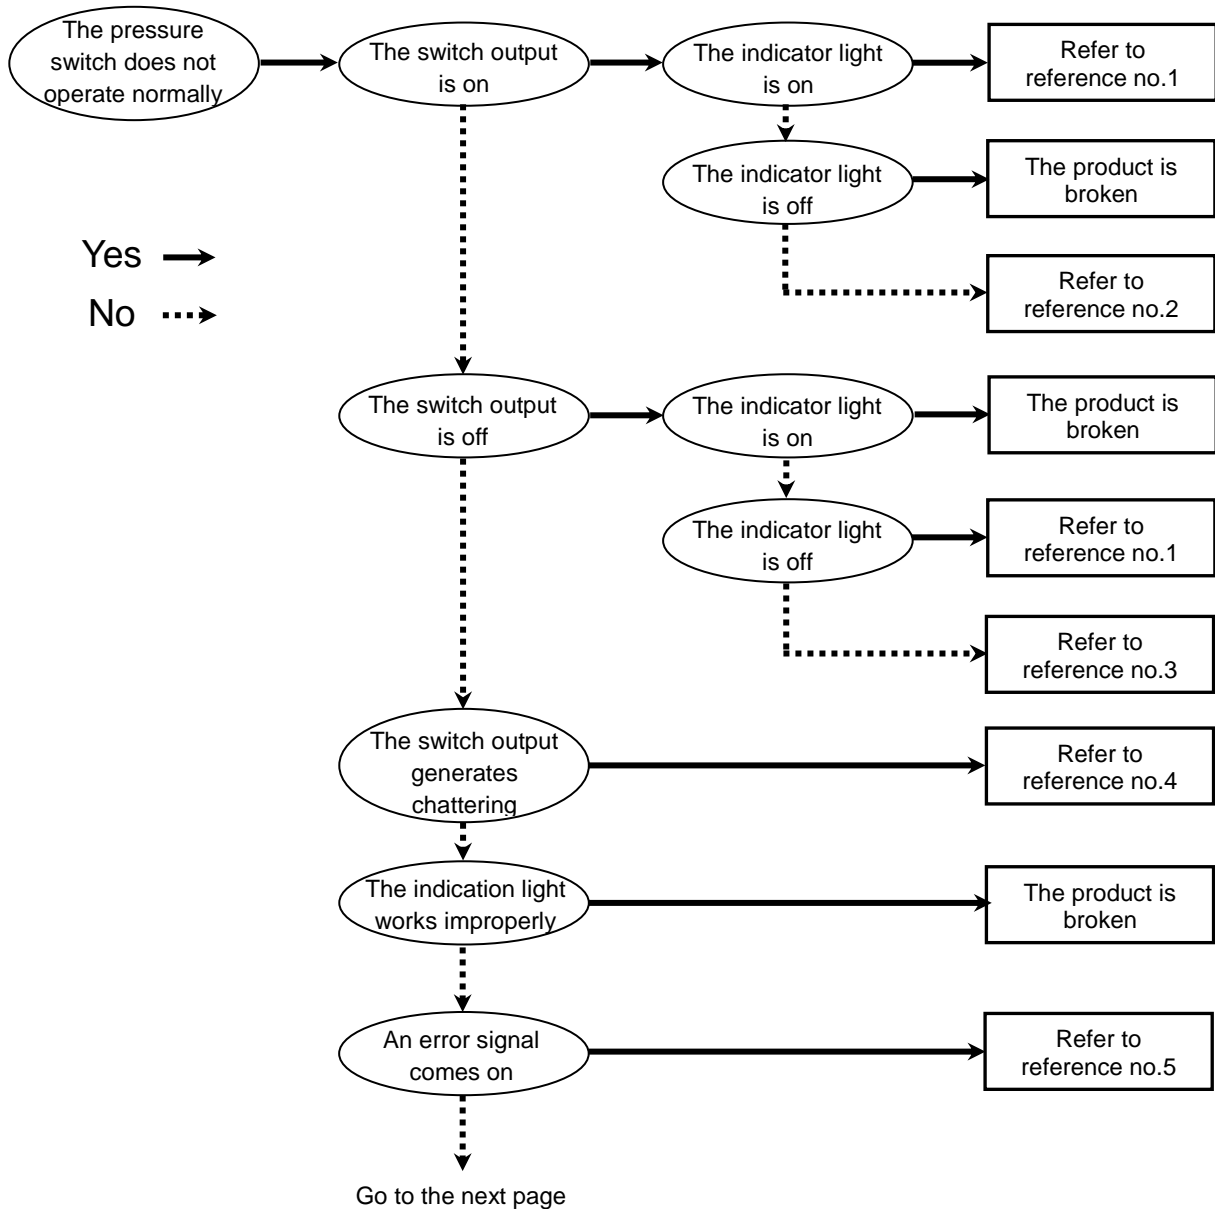 The pressure
switch does not
operate normally
The switch output
is on
The indicator light
is on
Refer to
reference no.1
The indicator light
is off
The product is
broken
Yes
No
Refer to
reference no.2
The switch output
is off
The indicator light
is on
The product is
broken
The indicator light
is off
Refer to
reference no.1
Refer to
reference no.3
The switch output
generates
chattering
Refer to
reference no.4
The indication light
works improperly
The product is
broken
An error signal
comes on
Refer to
reference no.5
Go to the next page